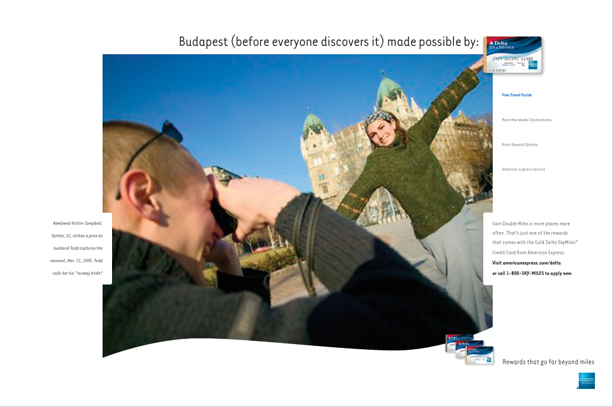 Budapest (before everyone discovers it) made possible by:
Delta
SkyMiles
Free Travel Faster
More Worldwide Destinations
More Reward Options
American Express Service
Newlywed Kristin Campbell,
strikes a pose as
husband Todd captures the
moment, Mar. 21, 2005. Todd
calls her his "runway bride".
Earn Double Miles in more places more
often. That's just one of the rewards
that comes with the Gold Delta SkyMiles®
Credit Card from American Express.
Visit americanexpress.com/delta
or call 1-800-SKY-MILES to apply now.
Rewards that go far beyond miles